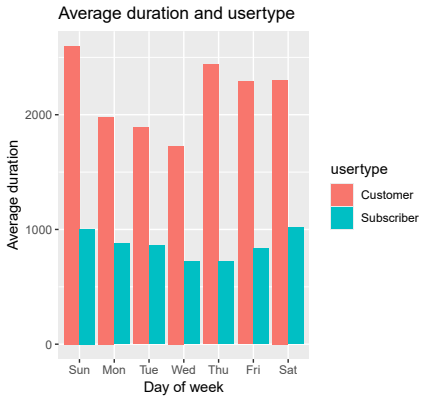 Average duration and usertype
Average duration
2000
1000
0
Sun Mon Tue Wed Thu Fri Sat
Day of week
usertype
Customer
Subscriber